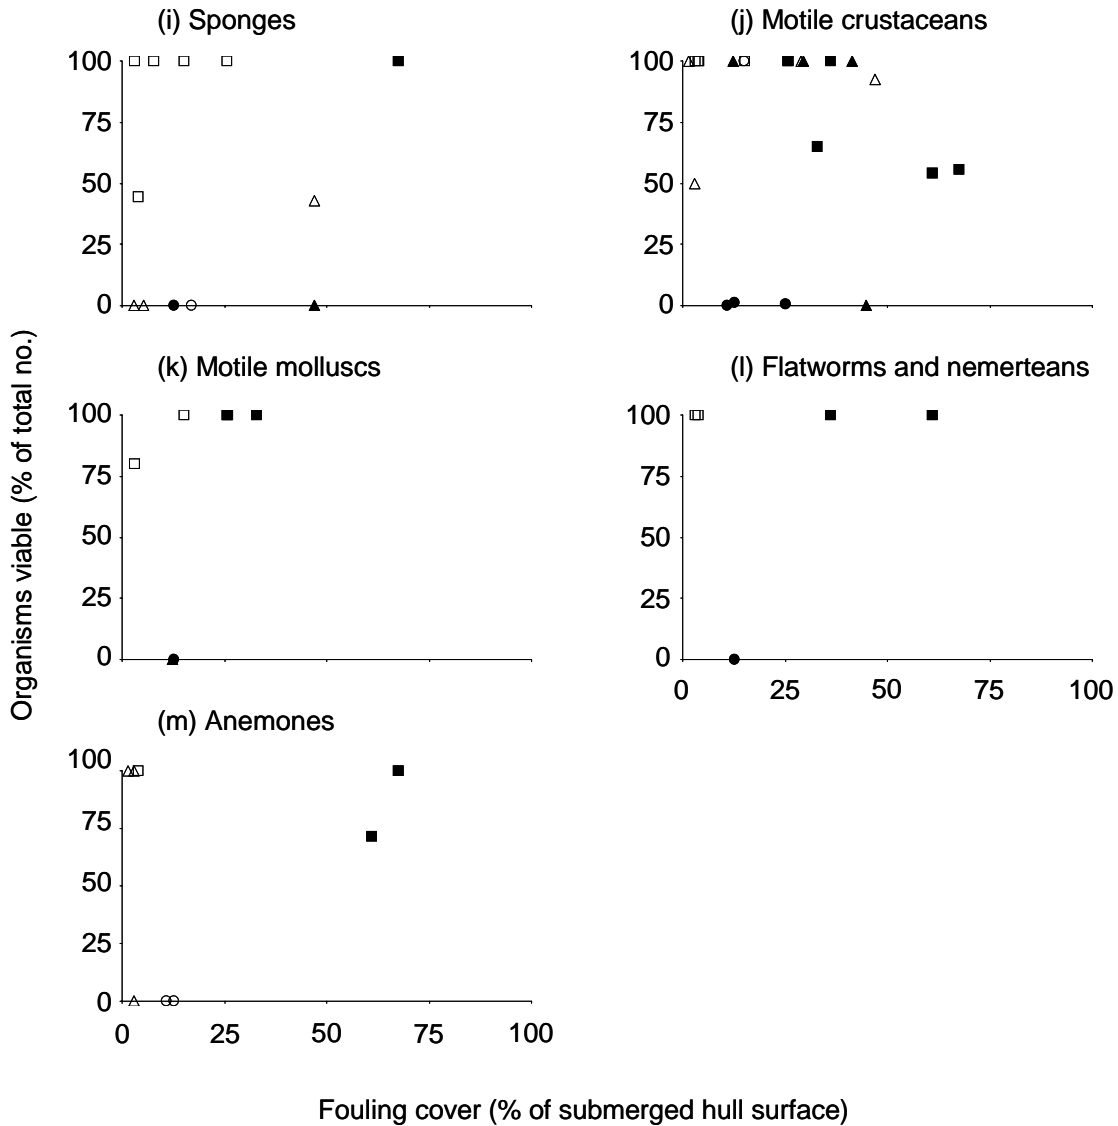 (i) Sponges
(j) Motile crustaceans
100
75
50
25
0
100
75
50
25
0
(k) Motile molluscs
(l) Flatworms and nemerteans
100
75
50
25
0
100
75
50
25
0
0 25 50 75 100
(m) Anemones
100
75
50
25
0
0 25 50 75 100
Organisms viable (% of total no.)
Fouling cover (% of submerged hull surface)